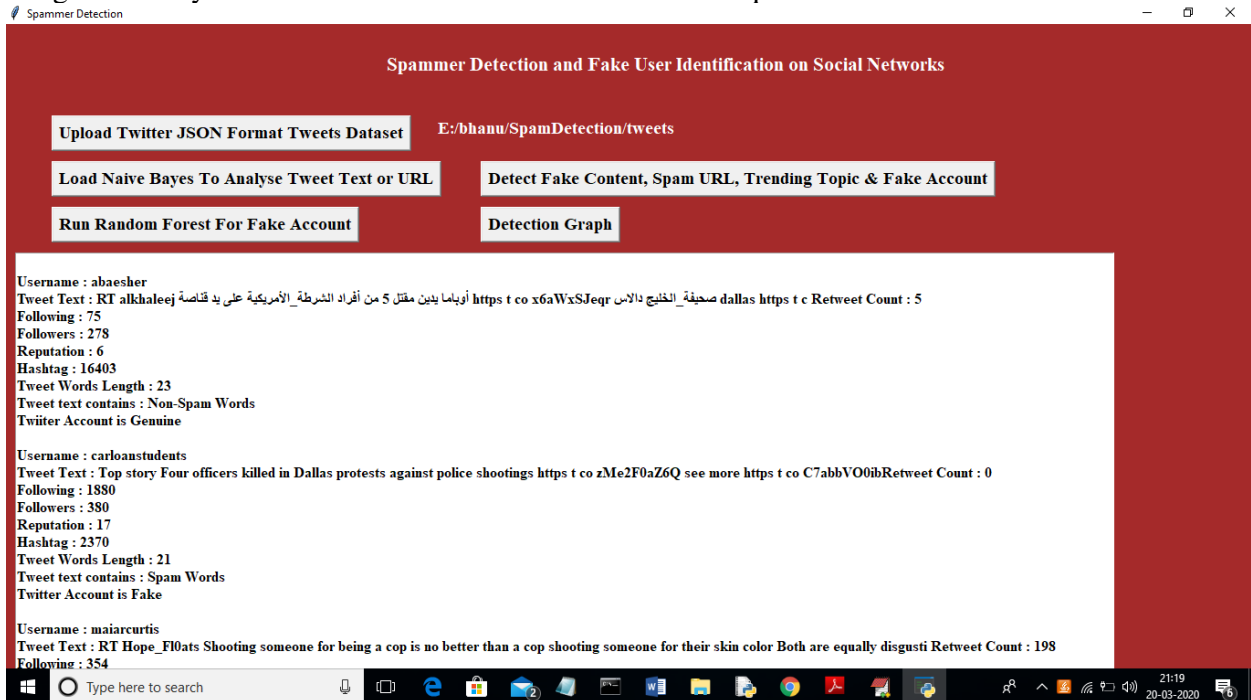 Spammer Detection
Spammer Detection and Fake User Identification on Social Networks
Upload Twitter JSON Format Tweets Dataset
E:/bhanu/SpamDetection/tweets
Load Naive Bayes To Analyse Tweet Text or URL
Detect Fake Content, Spam URL, Trending Topic & Fake Account
Run Random Forest For Fake Account
Detection Graph
Username : abaesher
Tweet Text : RT alkhaleej أوباما يدين مقتل 5 من أفراد الشرطة_الأمريكية على يد قناصة https t co x6aWxSJeqr صحيفة_الخليج دالاس dallas https t c Retweet Count : 5
Following : 75
Followers : 278
Reputation : 6
Hashtag : 16403
Tweet Words Length : 23
Tweet text contains : Non-Spam Words
Twiiter Account is Genuine
Username : carloanstudents
Tweet Text : Top story Four officers killed in Dallas protests against police shootings https t co zMe2F0aZ6Q see more https t co C7abbVO0ibRetweet Count : 0
Following : 1880
Followers : 380
Reputation : 17
Hashtag : 2370
Tweet Words Length : 21
Tweet text contains : Spam Words
Twitter Account is Fake
Username : maiarcurtis
Tweet Text : RT Hope_Fl0ats Shooting someone for being a cop is no better than a cop shooting someone for their skin color Both are equally disgusti Retweet Count : 198
Following : 354
Type here to search
21:19
20-03-2020